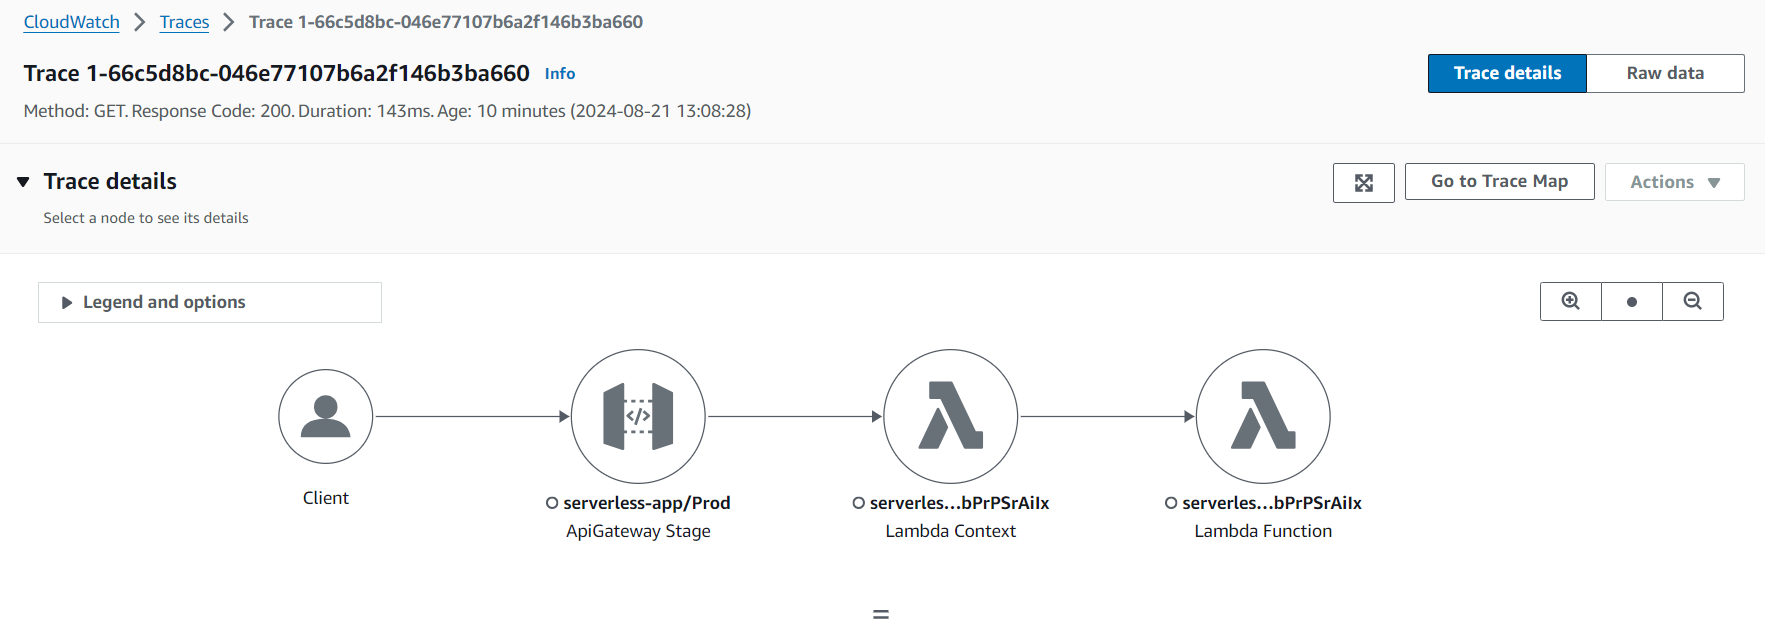 CloudWatch > Traces > Trace 1-66c5d8bc-046e77107b6a2f146b3ba660
Trace 1-66c5d8bc-046e77107b6a2f146b3ba660 Info
Trace details Raw data
Method: GET. Response Code: 200. Duration: 143ms. Age: 10 minutes (2024-08-21 13:08:28)
Trace details
Go to Trace Map Actions
Select a node to see its details
Legend and options
</>
Client
serverless-app/Prod
ApiGateway Stage
serverles...bPrPSrAiIx
Lambda Context
serverles...bPrPSrAiIx
Lambda Function